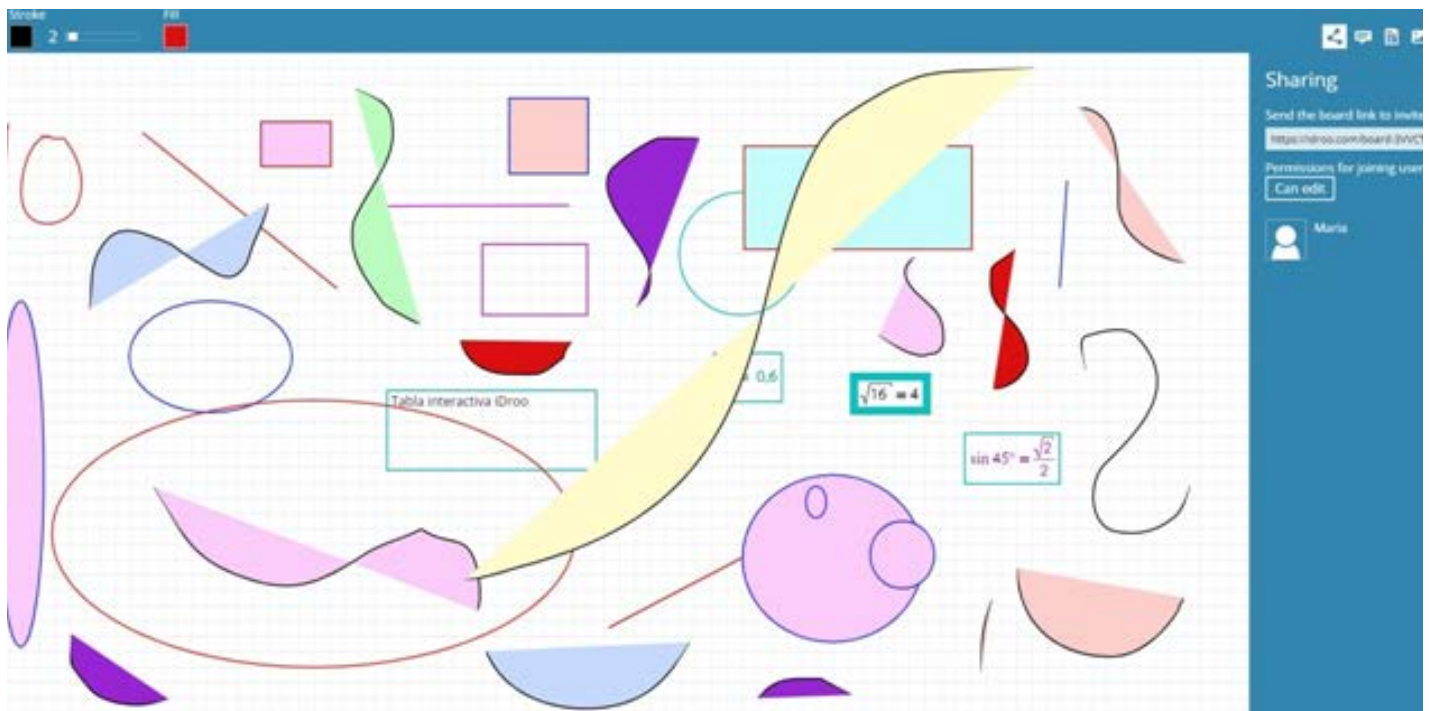 Stroke
Fill
2
Sharing
Send the board link to invite
Permissions for joining user
Can edit
Maria
Tabla interactiva iDroo
= 0,6
√16 = 4
sin 45° = √2/2